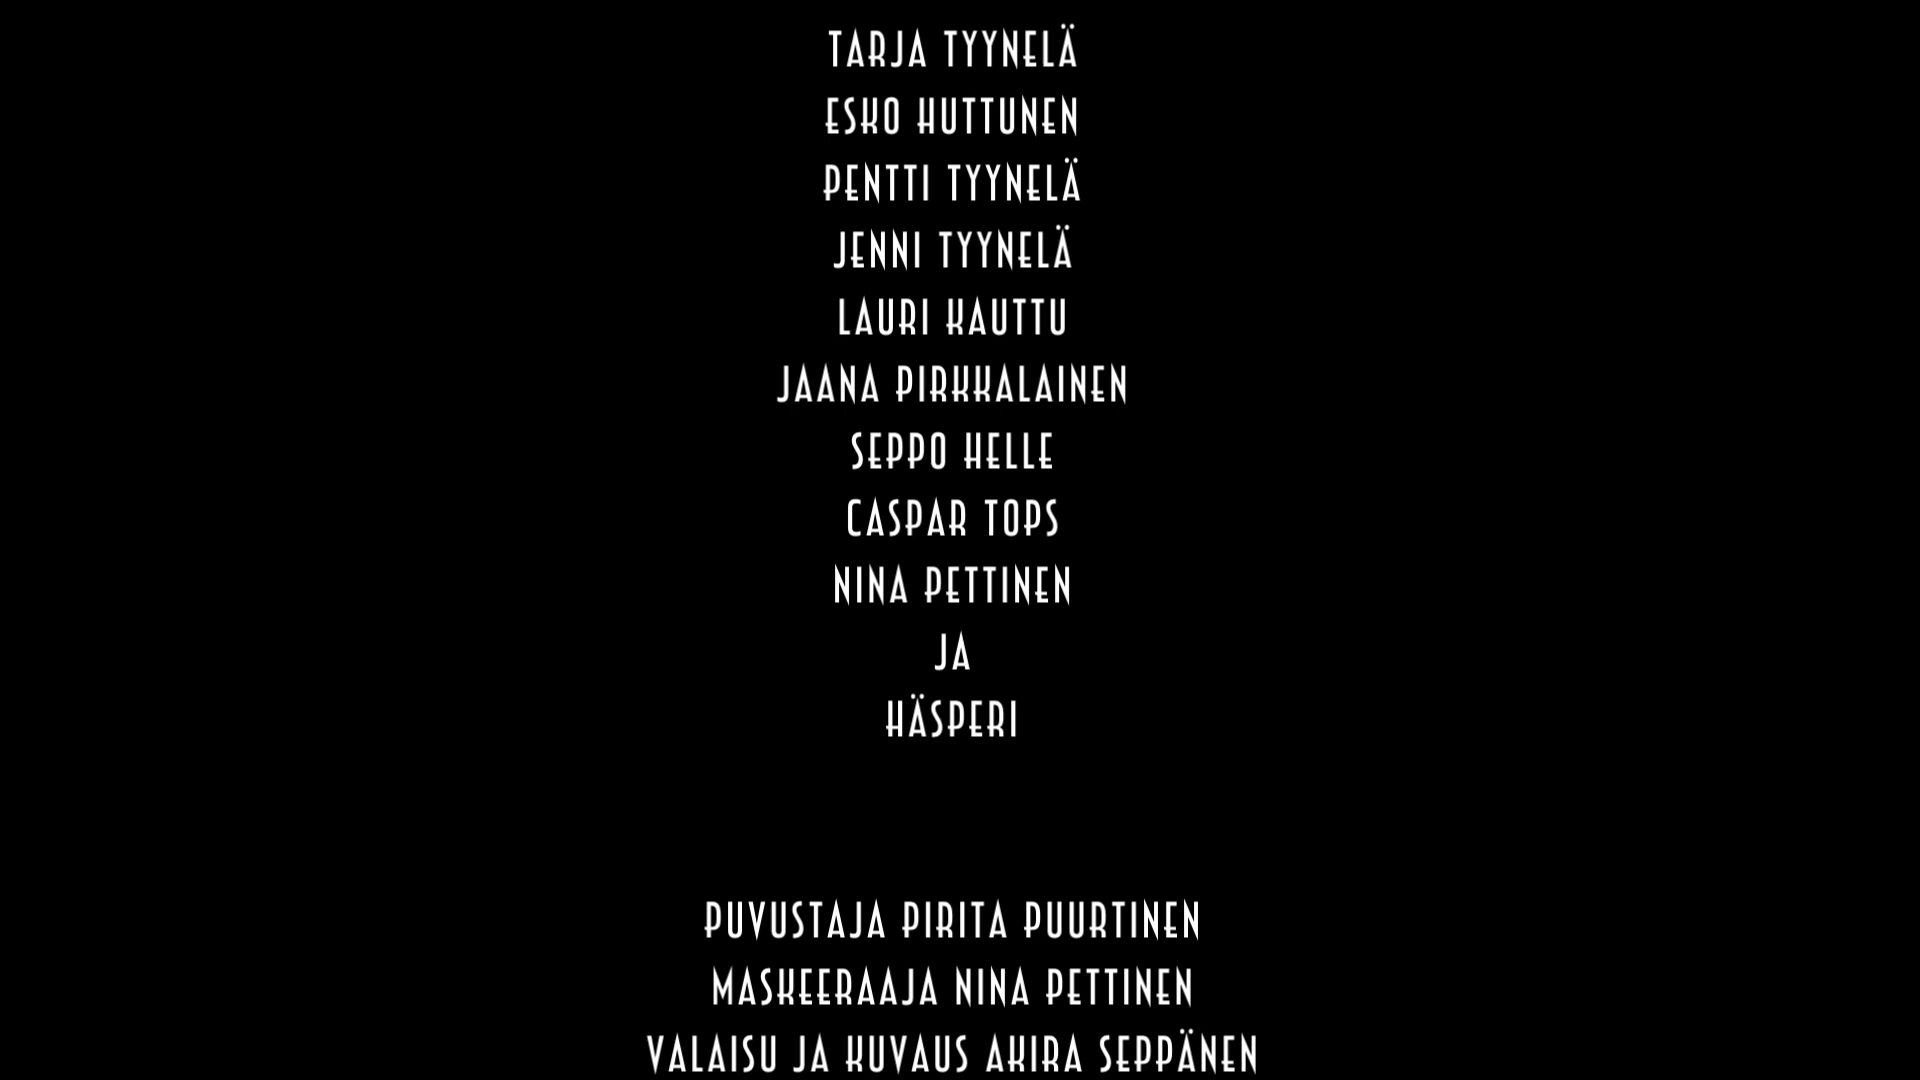 TARJA TYYNELÄ
ESKO HUTTUNEN
PENTTI TYYNELÄ
JENNI TYYNELÄ
LAURI KAUTTU
JAANA PIRKKALAINEN
SEPPO HELLE
CASPAR TOPS
NINA PETTINEN
JA
HÄSPERI
PUVUSTAJA PIRITA PUURTINEN
MASKEERAAJA NINA PETTINEN
VALAISU JA KUVAUS AKIRA SEPPÄNEN